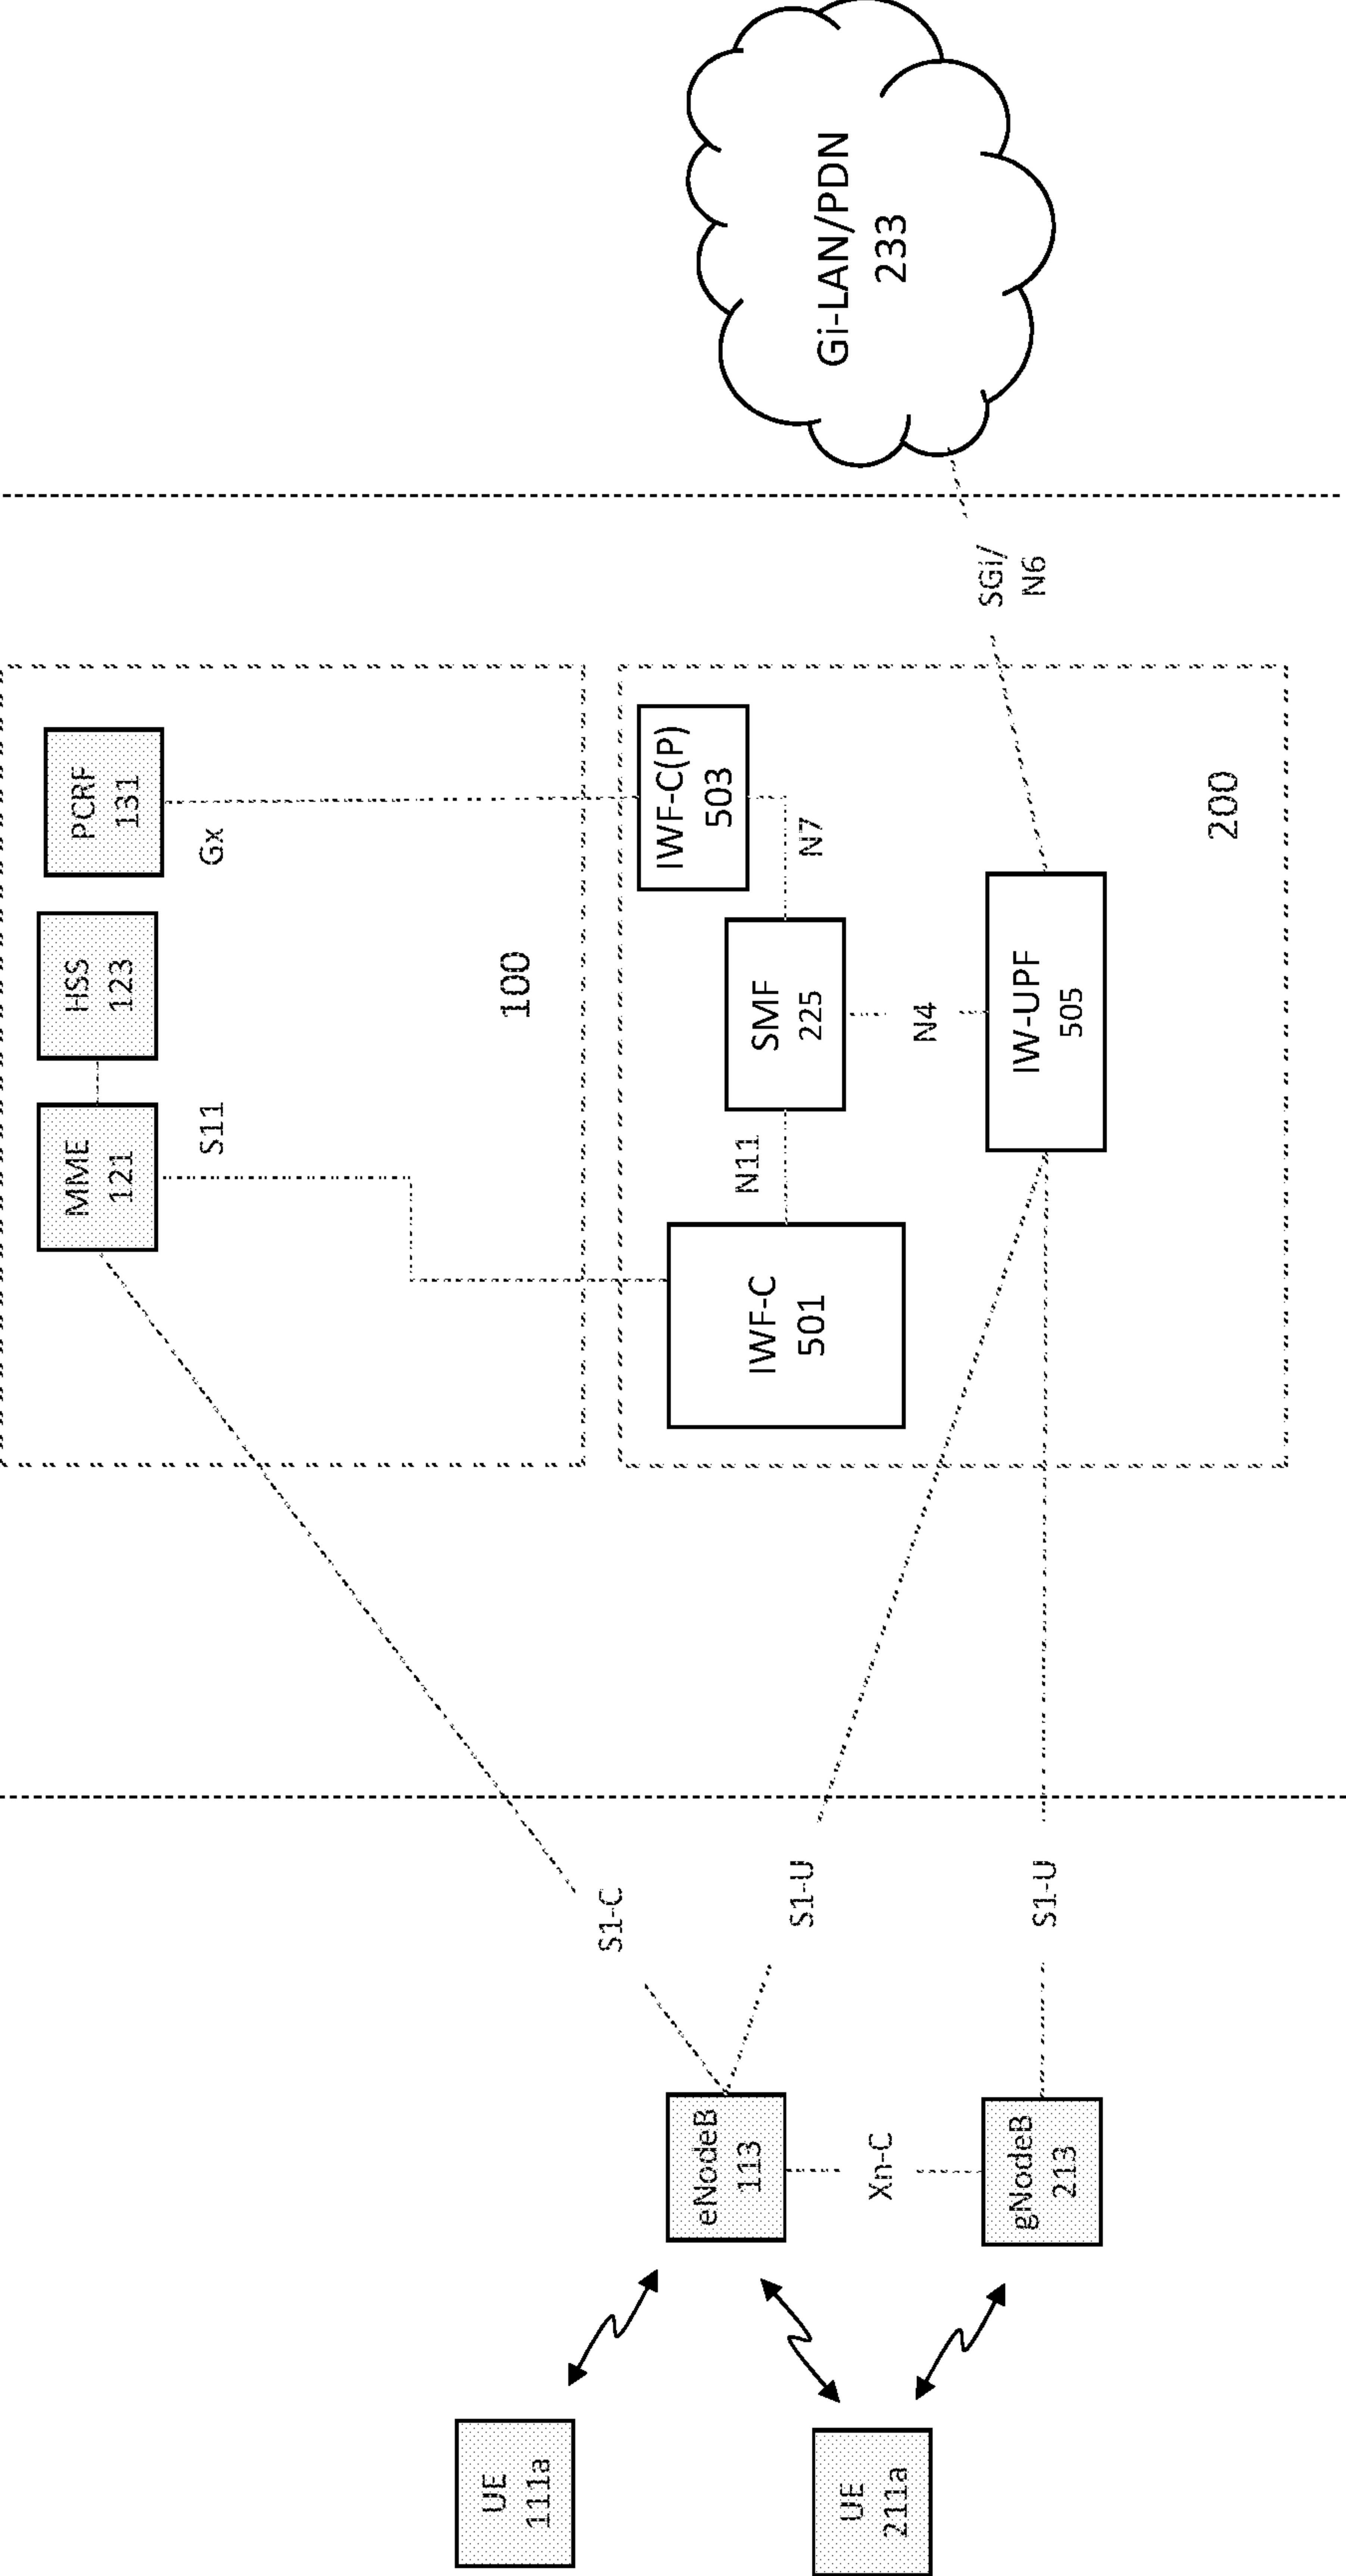 MME
121
HSS
123
PCRF
131
S11
Gx
100
Gi-LAN/PDN
233
UE
111a
eNodeB
113
S1-C
IWF-C
501
N11
SMF
225
N7
IWF-C(P)
503
Xn-C
S1-U
N4
SGi/
N6
UE
211a
gNodeB
213
S1-U
IW-UPF
505
200